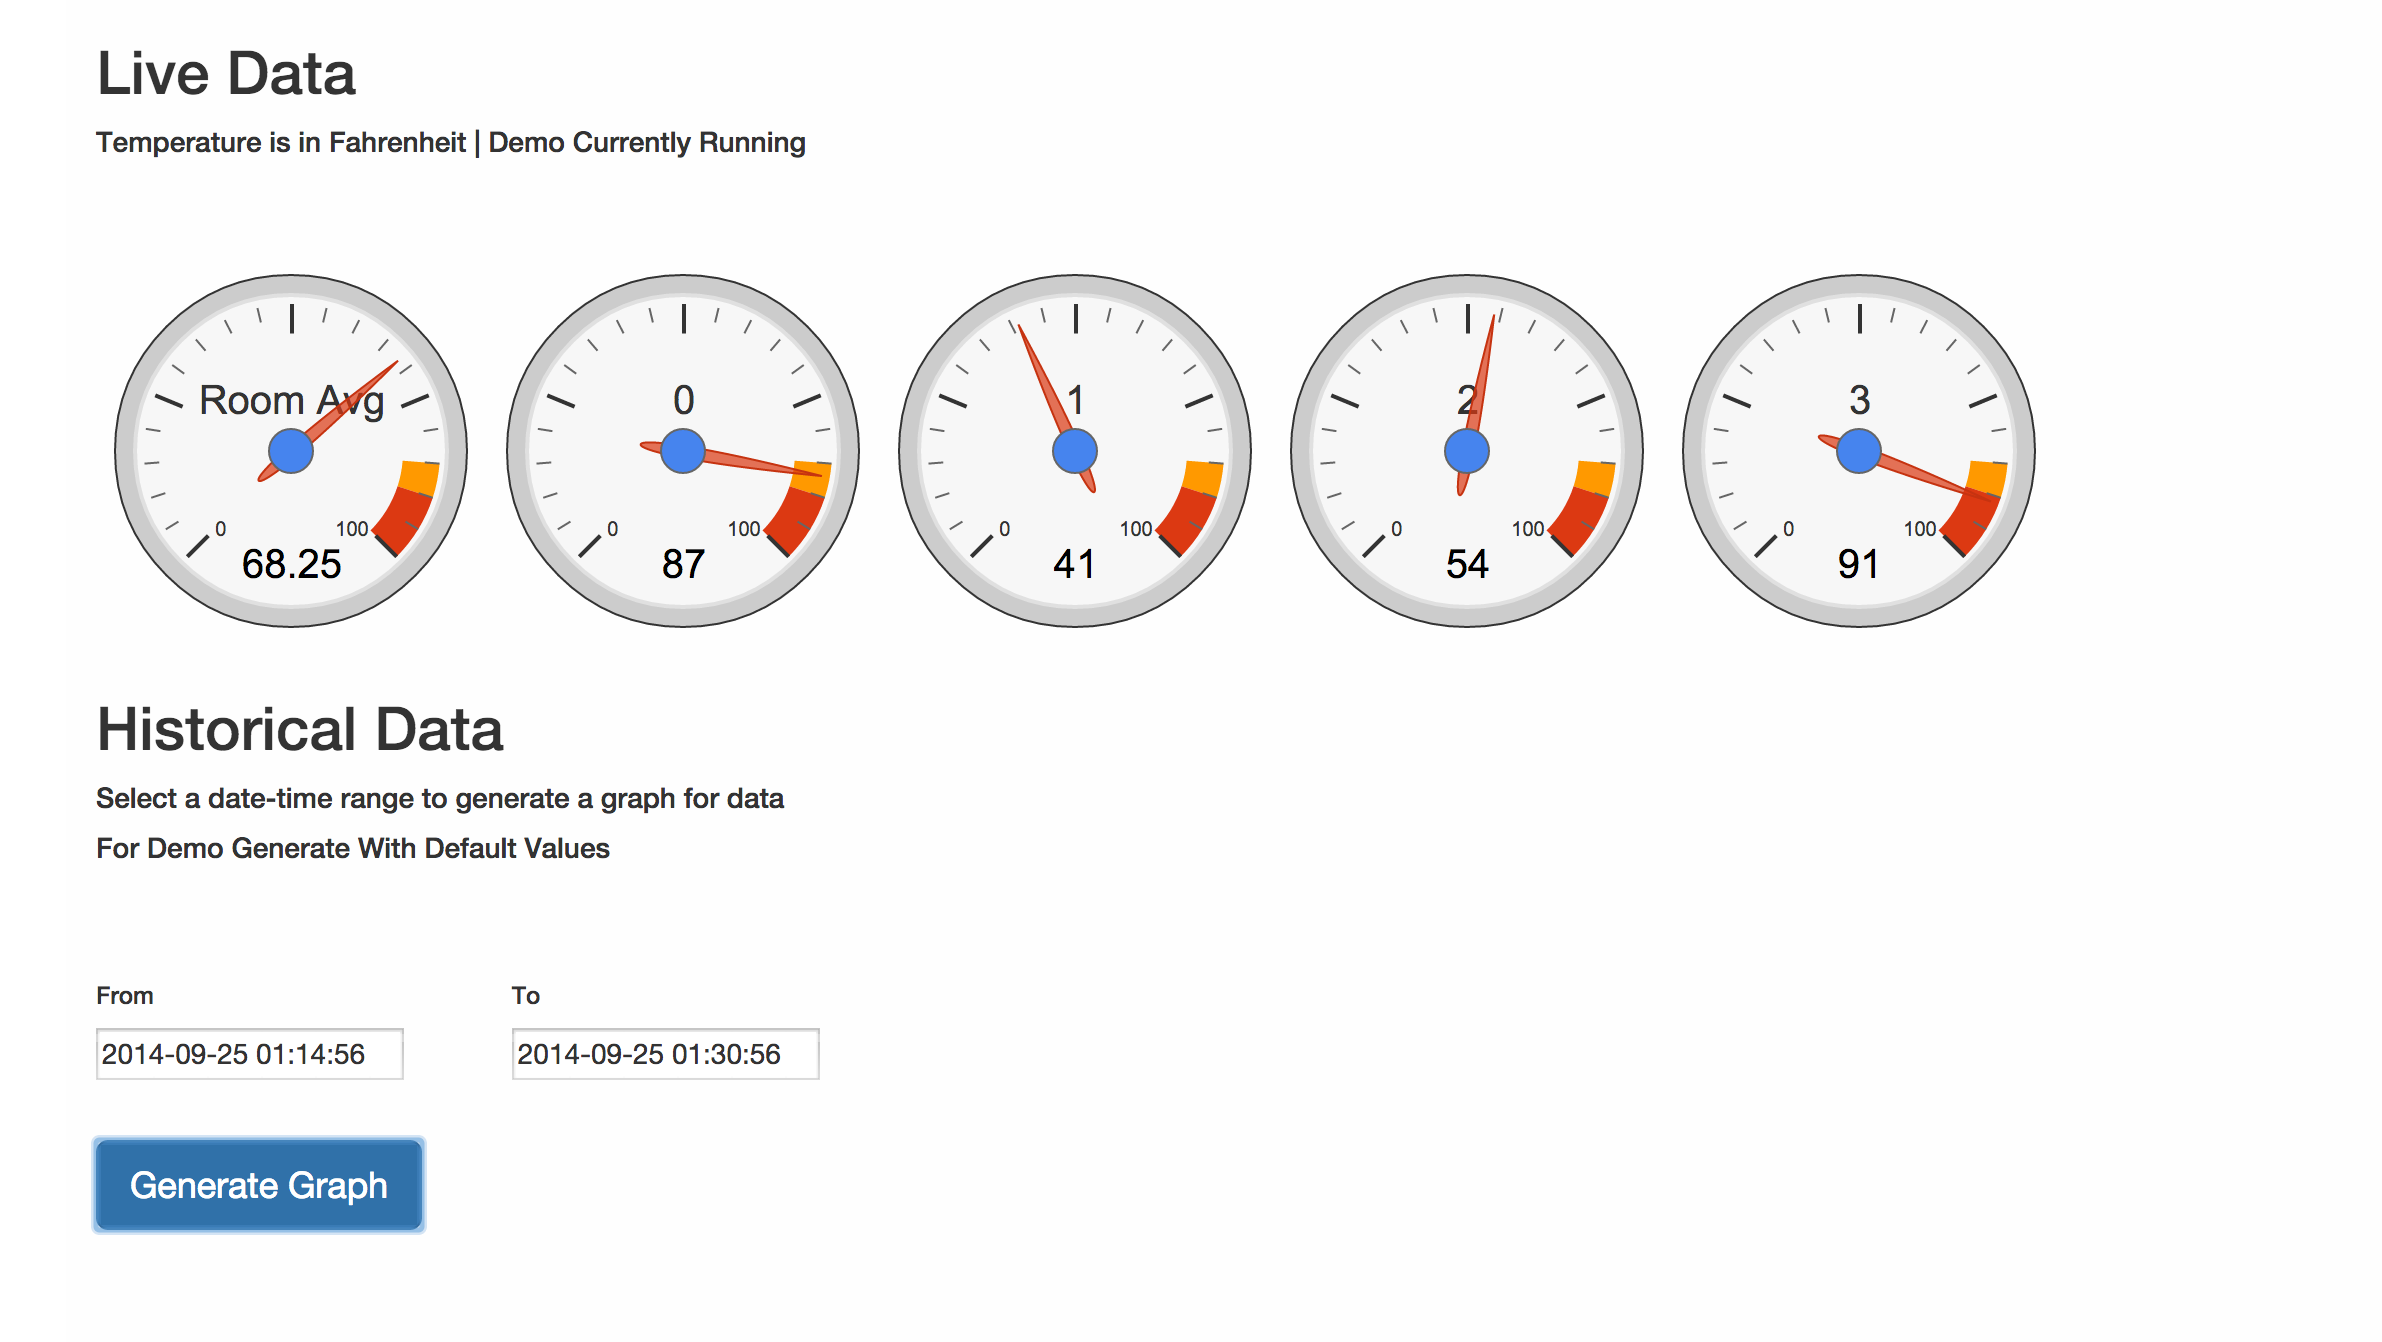 Live Data
Temperature is in Fahrenheit | Demo Currently Running
Room Avg
0 100
68.25
0
0 100
87
1
0 100
41
2
0 100
54
3
0 100
91
Historical Data
Select a date-time range to generate a graph for data
For Demo Generate With Default Values
From To
2014-09-25 01:14:56 2014-09-25 01:30:56
Generate Graph